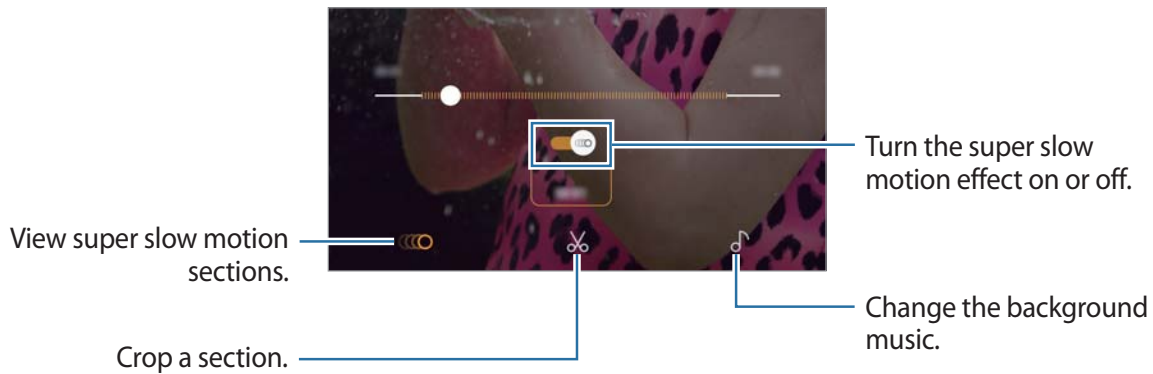 Turn the super slow
motion effect on or off.
View super slow motion
sections.
Change the background
music.
Crop a section.